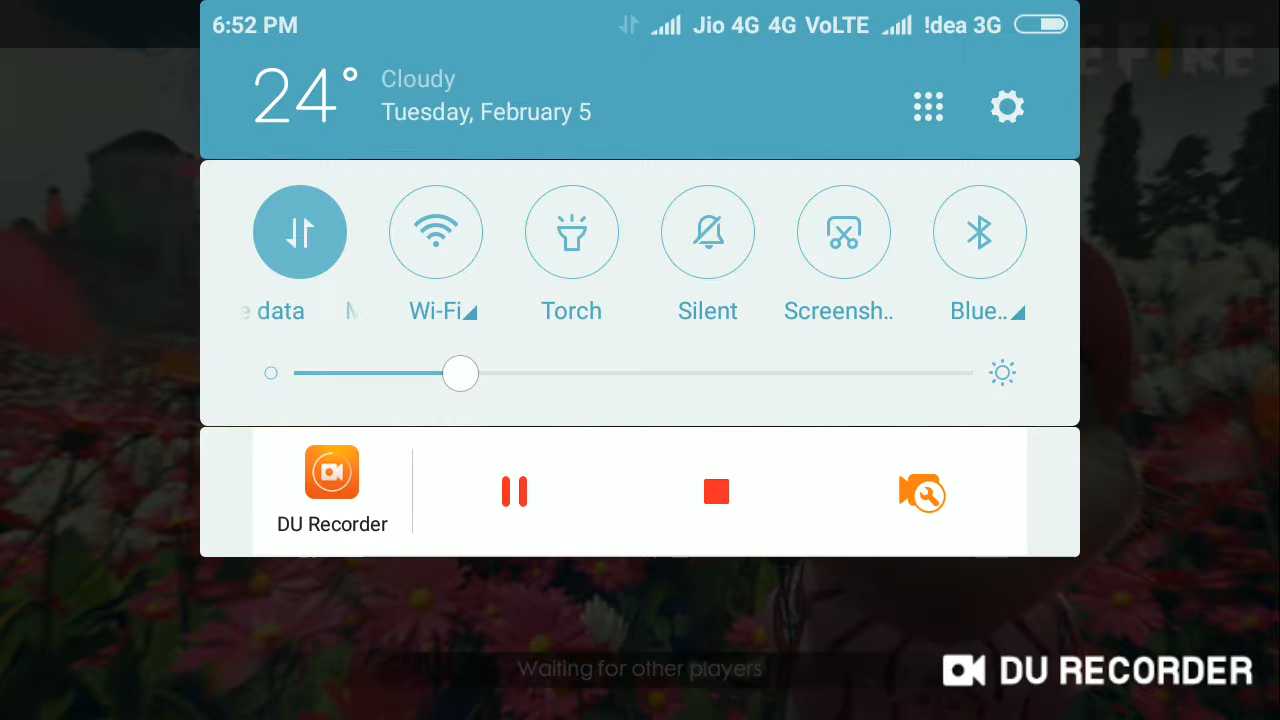 6:52 PM
Jio 4G 4G VoLTE !dea 3G
24°
Cloudy
Tuesday, February 5
E FIRE
e data M
Wi-Fi
Torch
Silent
Screensh..
Blue..
DU Recorder
Waiting for other players
DU RECORDER